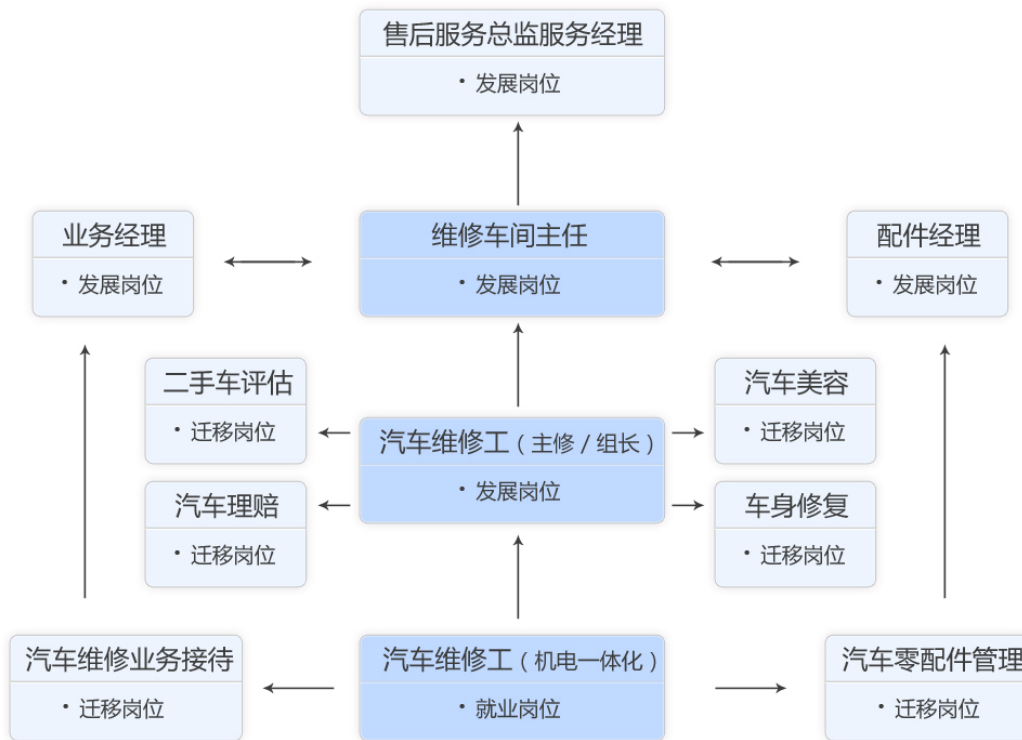 售后服务总监服务经理
· 发展岗位
业务经理
· 发展岗位
维修车间主任
· 发展岗位
配件经理
· 发展岗位
二手车评估
· 迁移岗位
汽车美容
· 迁移岗位
汽车维修工（主修 / 组长）
· 发展岗位
汽车理赔
· 迁移岗位
车身修复
· 迁移岗位
汽车维修业务接待
· 迁移岗位
汽车维修工（机电一体化）
· 就业岗位
汽车零配件管理
· 迁移岗位